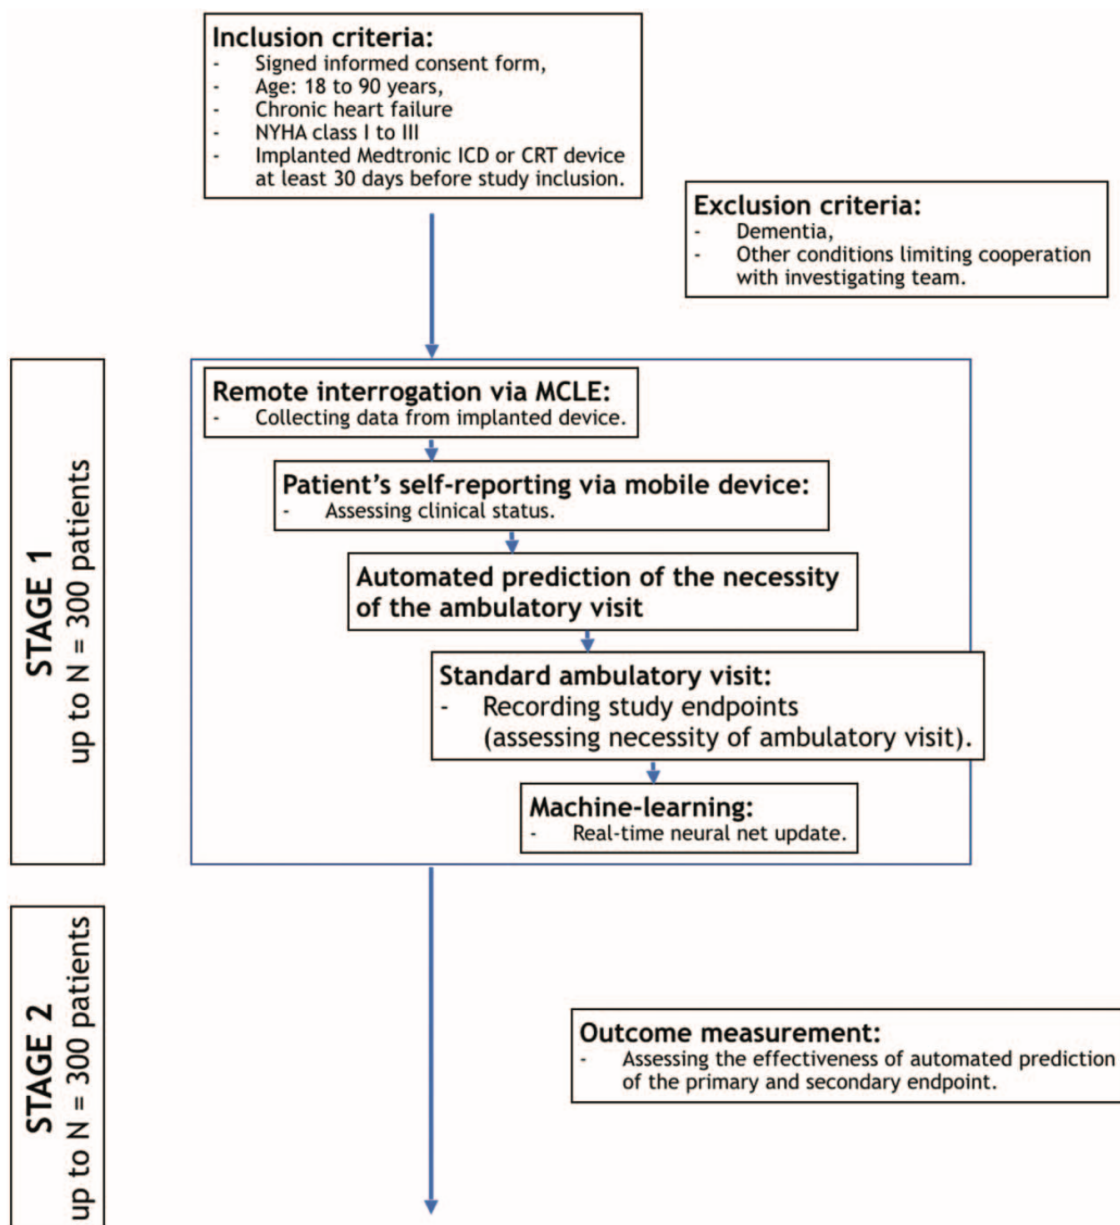 Inclusion criteria:
- Signed informed consent form,
- Age: 18 to 90 years,
- Chronic heart failure
- NYHA class I to III
- Implanted Medtronic ICD or CRT device
at least 30 days before study inclusion.
Exclusion criteria:
- Dementia,
- Other conditions limiting cooperation
with investigating team.
STAGE 1
up to N = 300 patients
Remote interrogation via MCLE:
- Collecting data from implanted device.
Patient's self-reporting via mobile device:
- Assessing clinical status.
Automated prediction of the necessity
of the ambulatory visit
Standard ambulatory visit:
- Recording study endpoints
(assessing necessity of ambulatory visit).
Machine-learning:
- Real-time neural net update.
STAGE 2
up to N = 300 patients
Outcome measurement:
- Assessing the effectiveness of automated prediction
of the primary and secondary endpoint.